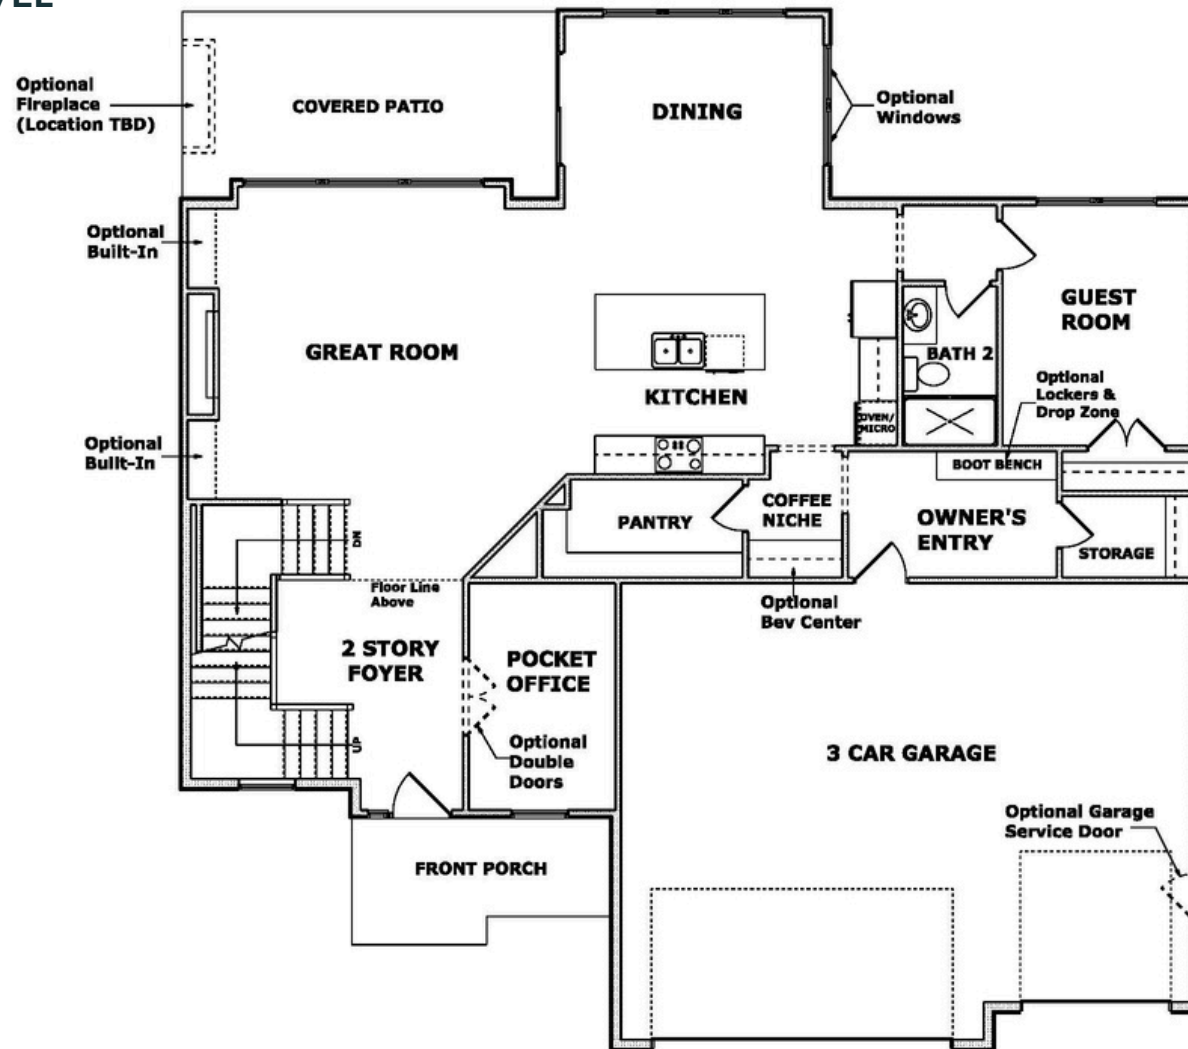 Optional
Fireplace
(Location TBD)
COVERED PATIO
DINING
Optional
Windows
Optional
Built-In
GREAT ROOM
GUEST
ROOM
BATH 2
KITCHEN
OVEN/
MICRO
Optional
Lockers &
Drop Zone
Optional
Built-In
BOOT BENCH
PANTRY
COFFEE
NICHE
OWNER'S
ENTRY
STORAGE
DN
Floor Line
Above
Optional
Bev Center
2 STORY
FOYER
POCKET
OFFICE
UP
Optional
Double
Doors
3 CAR GARAGE
Optional Garage
Service Door
FRONT PORCH